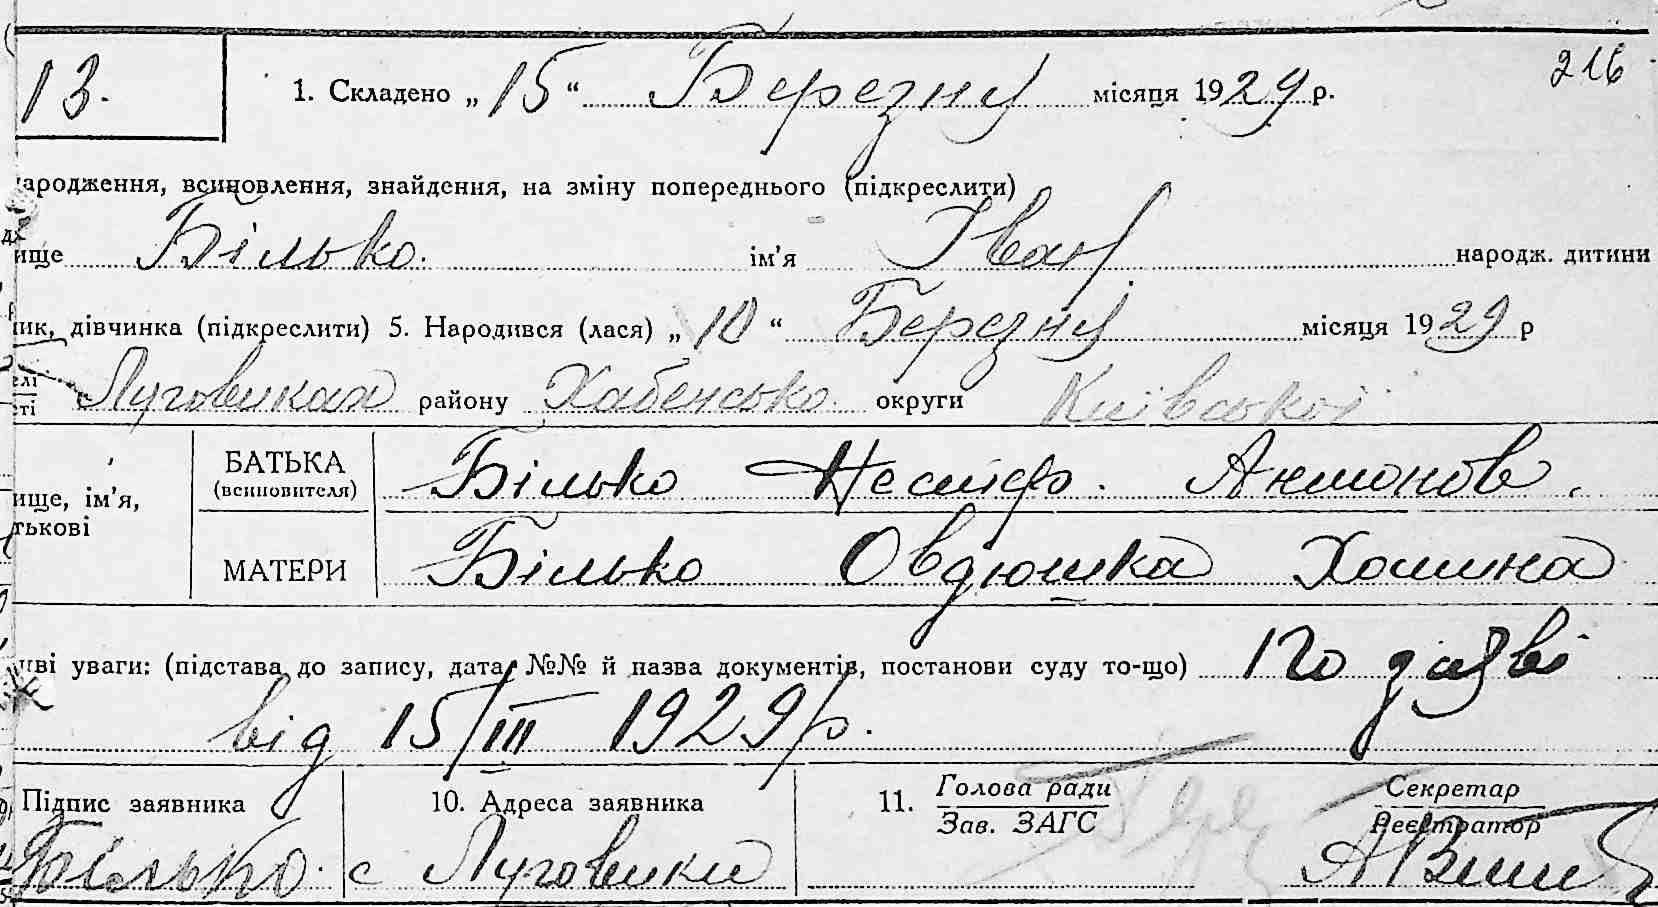 216
13. 1. Складено „15“ Березня місяця 1929 р.
ародження, всиновлення, знайдення, на зміну попереднього (підкреслити)
ище Білько ім'я Іван народж. дитини
ик, дівчинка (підкреслити) 5. Народився (лася) „10“ Березня місяця 1929 р
елі
сті Луговиках району Хабенсько округи Київської
ище, ім'я,
тькові
БАТЬКА
(всиновителя) Білько Нестер. Антонов.
МАТЕРИ Білько Овдюшка Хомина
иві уваги: (підстава до запису, дата, №№ й назва документів, постанови суду то-що) По заяві
від 15/III 1929 р.
Підпис заявника 10. Адреса заявника 11. Голова ради Секретар
Зав. ЗАГС Реєстратор
Білько. с Луговики